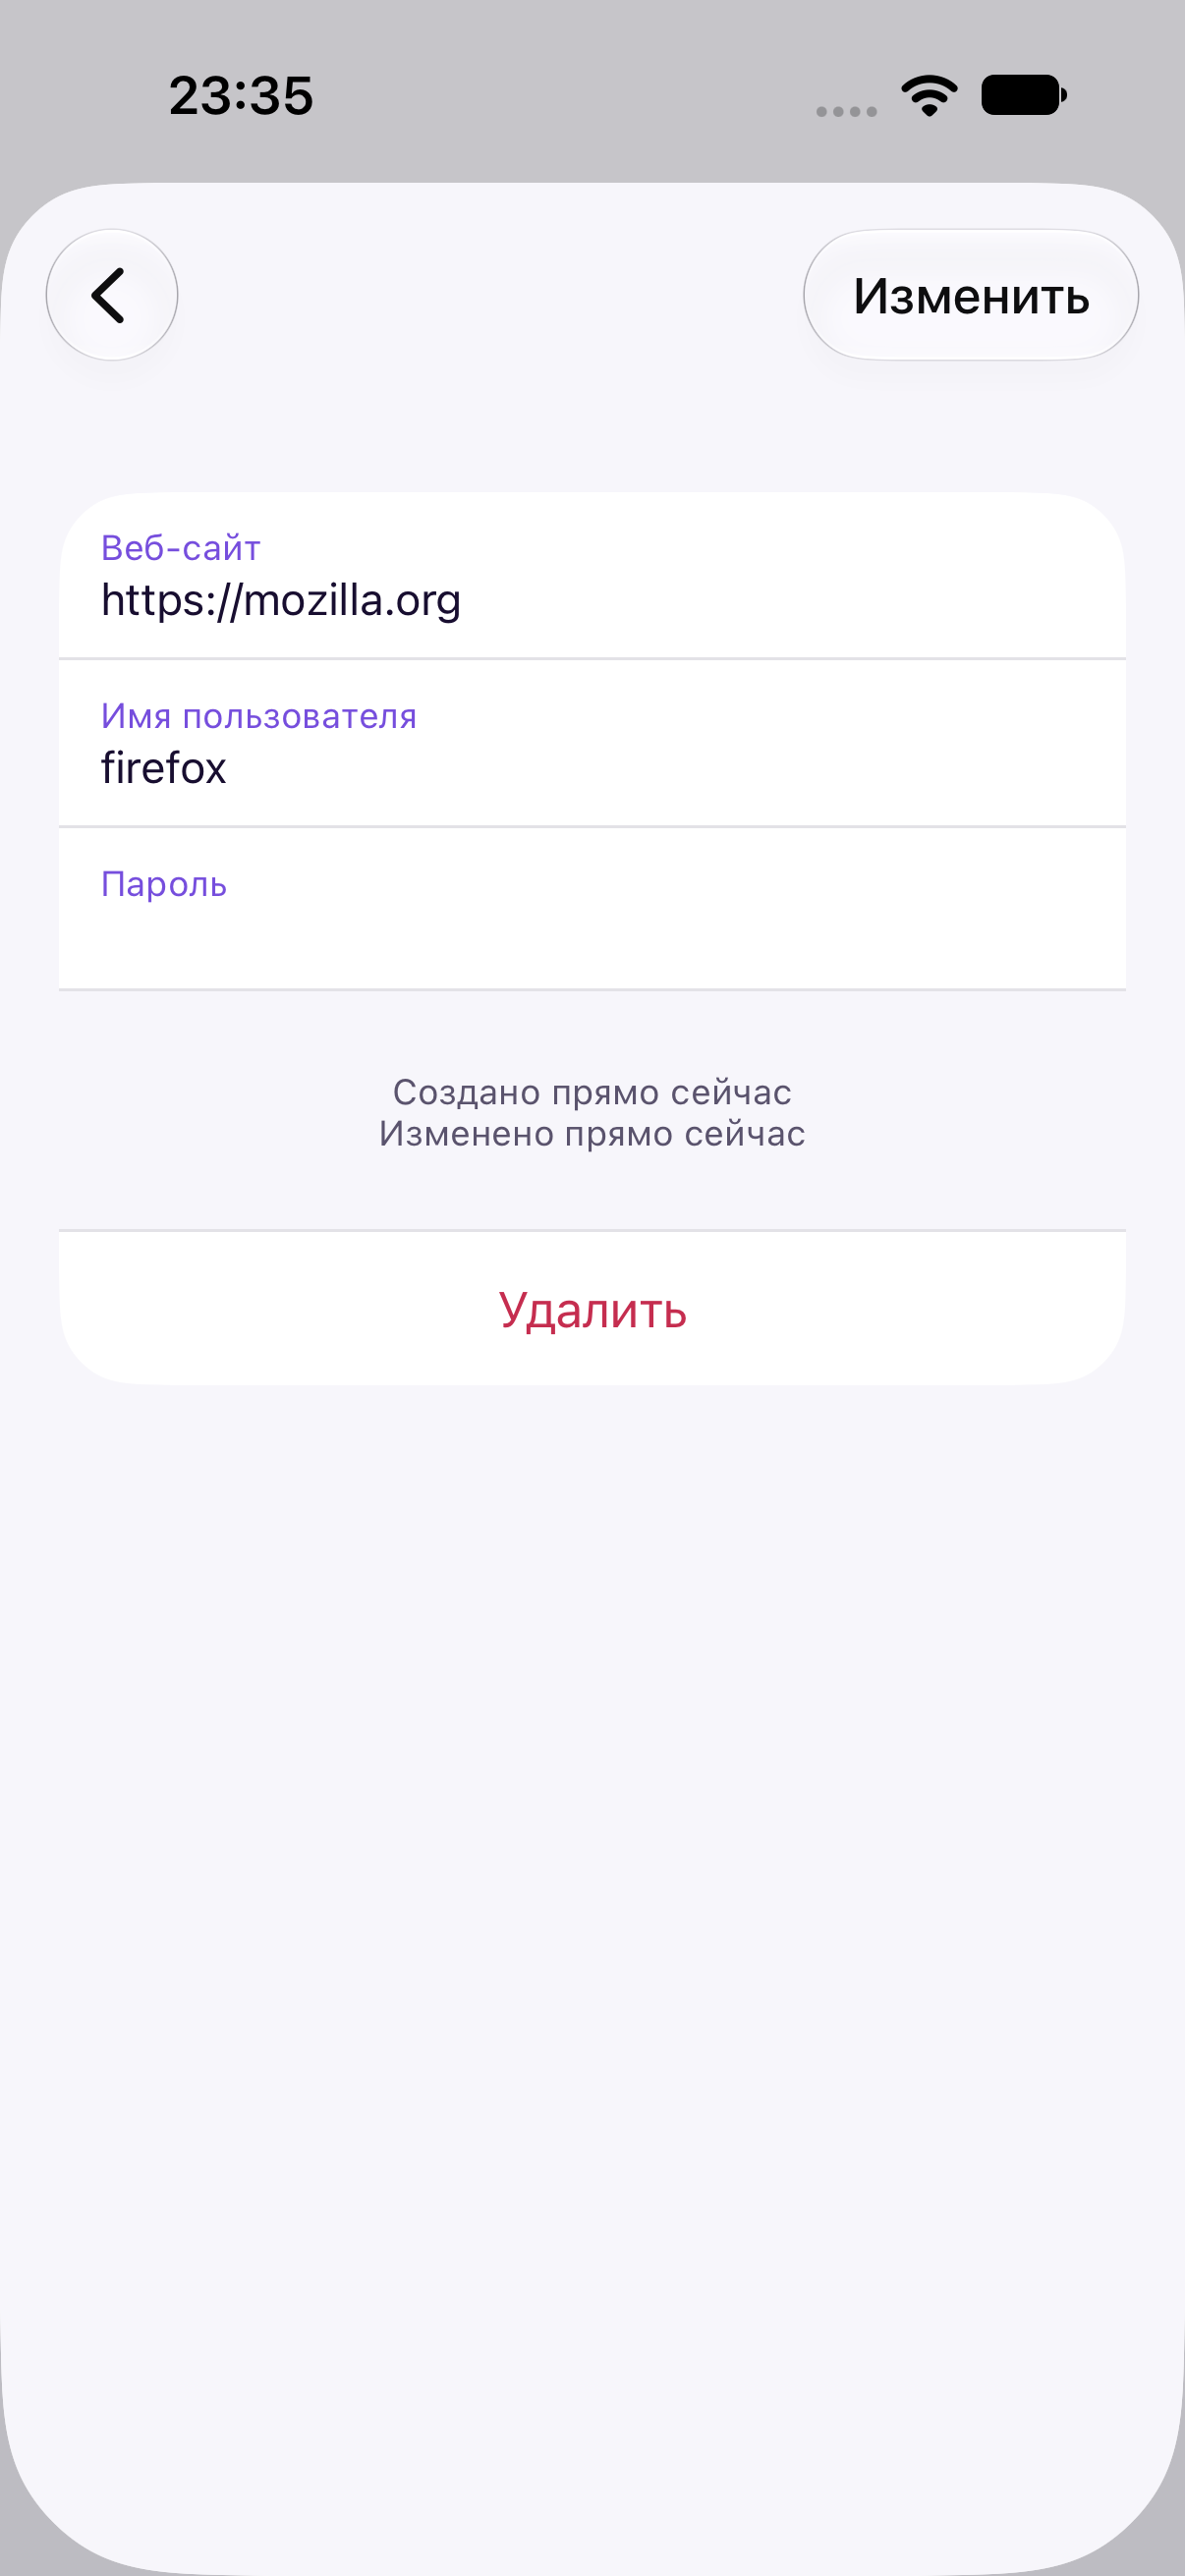 23:35
Изменить
Веб-сайт
https://mozilla.org
Имя пользователя
firefox
Пароль
Создано прямо сейчас
Изменено прямо сейчас
Удалить